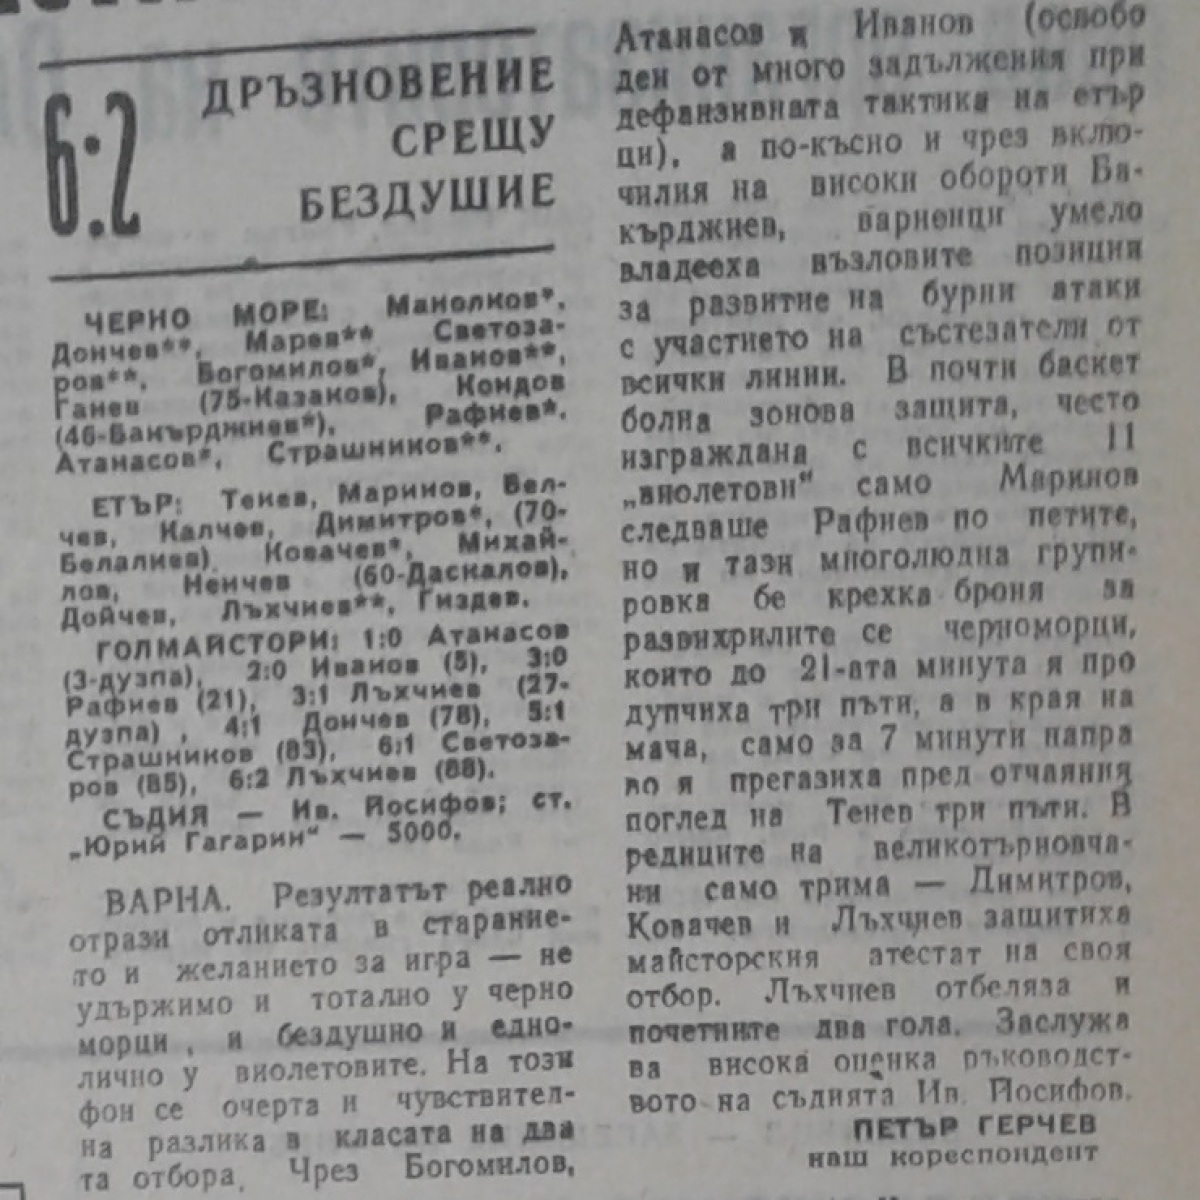 6:2
ДРЪЗНОВЕНИЕ
СРЕЩУ
БЕЗДУШИЕ
ЧЕРНО МОРЕ: Манолков*,
Дончев**, Марев** Светоза-
ров**, Богомилов*, Иванов**,
Ганев (75-Казаков), Кондов
(46-Бакърджиев*), Рафиев*,
Атанасов*, Страшников**.
ЕТЪР: Тенев, Маринов, Бел-
чев, Калчев, Димитров*, (70-
Белалиев) Ковачев*, Михай-
лов, Ненчев (60-Даскалов),
Дойчев, Лъхчиев**, Гиздев.
ГОЛМАЙСТОРИ: 1:0 Атанасов
(3-дузпа), 2:0 Иванов (5), 3:0
Рафиев (21), 3:1 Лъхчиев (27-
дузпа) , 4:1 Дончев (78), 5:1
Страшников (83), 6:1 Светоза-
ров (85), 6:2 Лъхчиев (88).
СЪДИЯ — Ив. Йосифов; ст.
„Юрий Гагарин“ — 5000.
ВАРНА. Резултатът реално
отрази отликата в старание-
то и желанието за игра — не
удържимо и тотално у черно
морци , и бездушно и едно-
лично у виолетовите. На този
фон се очерта и чувствител-
на разлика в класата на два
та отбора. Чрез Богомилов,
Атанасов и Иванов (освобо
ден от много задължения при
дефанзивната тактика на етър
ци), а по-късно и чрез вклю-
чилия на високи обороти Ба-
кърджиев, варненци умело
владееха възловите позиции
за развитие на бурни атаки
с участието на състезатели от
всички линии. В почти баскет
болна зонова защита, често
изграждана с всичките 11
„виолетови“ само Маринов
следваше Рафиев по петите,
но и тази многолюдна групи-
ровка бе крехка броня за
развихрилите се черноморци,
които до 21-ата минута я про
дупчиха три пъти, а в края на
мача, само за 7 минути напра
во я прегазиха пред отчаяния
поглед на Тенев три пъти. В
редиците на великотърновча-
ни само трима — Димитров,
Ковачев и Лъхчиев защитиха
майсторския атестат на своя
отбор. Лъхчиев отбеляза и
почетните два гола. Заслужа
ва висока оценка ръководст-
вото на съдията Ив. Йосифов.
ПЕТЪР ГЕРЧЕВ
наш кореспондент